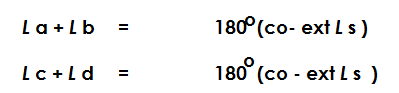 L a + L b = 180° (co- ext L s )
L c + L d = 180° (co - ext L s )